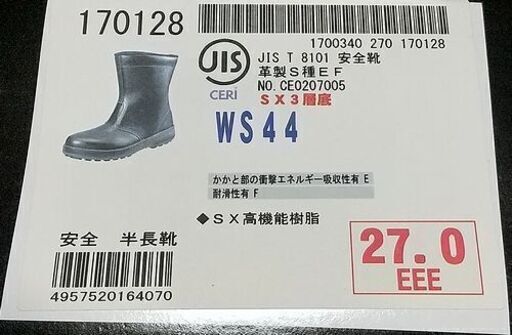 170128
JIS
CERI
1700340 270 170128
JIS T 8101 安全靴
革製S種EF
NO.CE0207005
SX3層底
WS44
かかと部の衝撃エネルギー吸収性有 E
耐滑性有 F
◆SX高機能樹脂
安全 半長靴
27.0
EEE
4957520164070